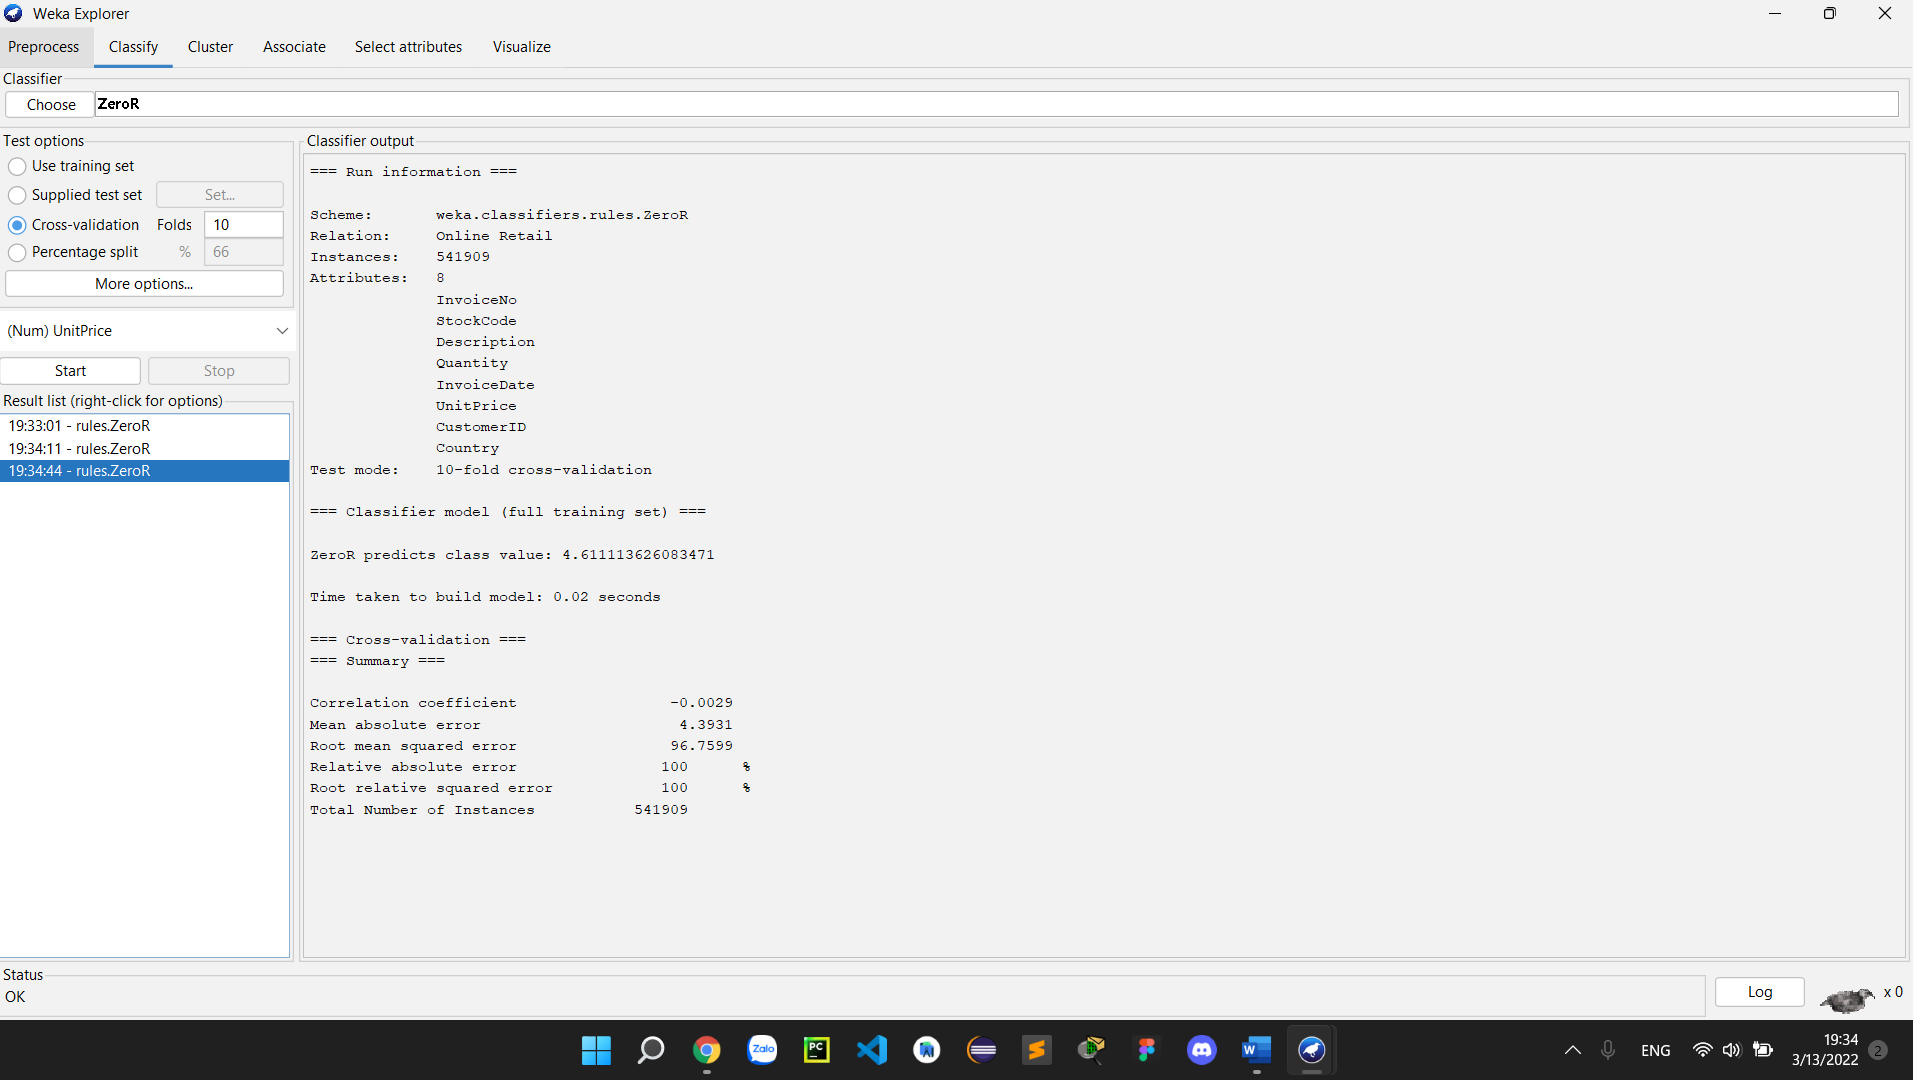 Weka Explorer
Preprocess Classify Cluster Associate Select attributes Visualize
Classifier
Choose ZeroR
Test options
Use training set
Supplied test set Set...
Cross-validation Folds 10
Percentage split % 66
More options...
(Num) UnitPrice
Start Stop
Result list (right-click for options)
19:33:01 - rules.ZeroR
19:34:11 - rules.ZeroR
19:34:44 - rules.ZeroR
Classifier output
=== Run information ===
Scheme: weka.classifiers.rules.ZeroR
Relation: Online Retail
Instances: 541909
Attributes: 8
InvoiceNo
StockCode
Description
Quantity
InvoiceDate
UnitPrice
CustomerID
Country
Test mode: 10-fold cross-validation
=== Classifier model (full training set) ===
ZeroR predicts class value: 4.611113626083471
Time taken to build model: 0.02 seconds
=== Cross-validation ===
=== Summary ===
Correlation coefficient -0.0029
Mean absolute error 4.3931
Root mean squared error 96.7599
Relative absolute error 100 %
Root relative squared error 100 %
Total Number of Instances 541909
Status
OK
Log x 0
Zalo PC W ENG 19:34
3/13/2022 2